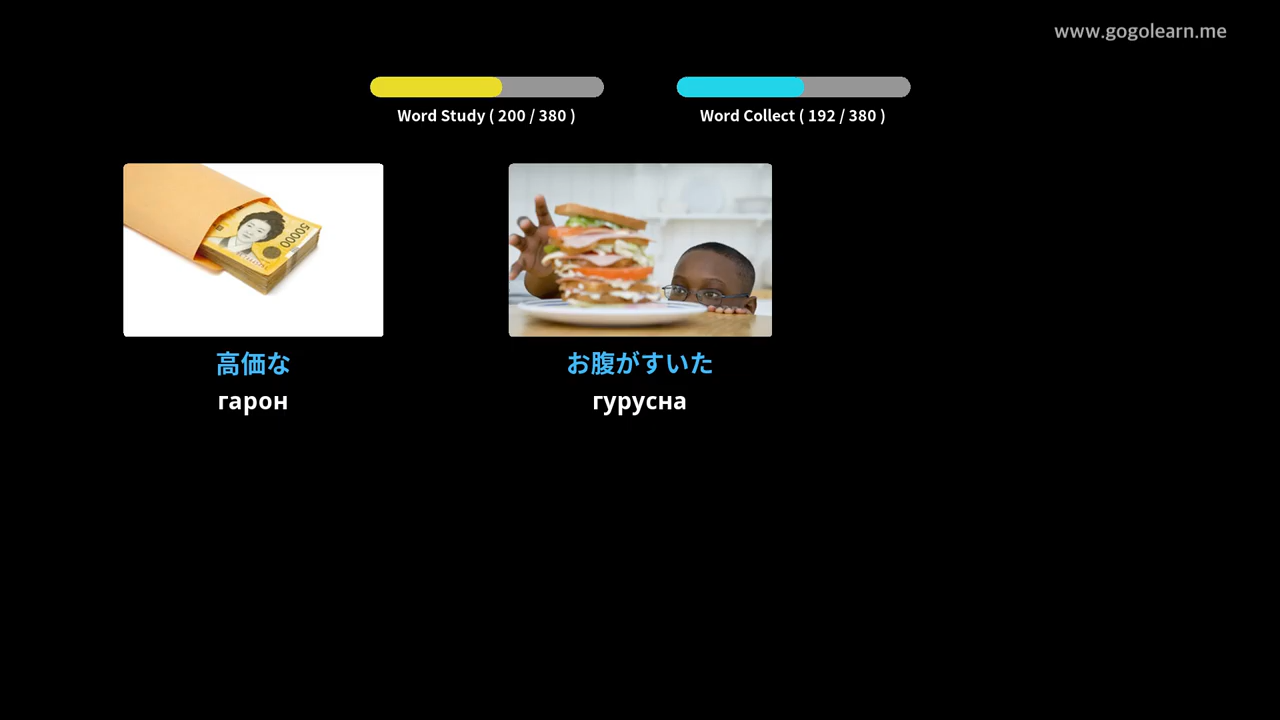 www.gogolearn.me
Word Study ( 200 / 380 )
Word Collect ( 192 / 380 )
50000
高価な
お腹がすいた
гарон
гурусна